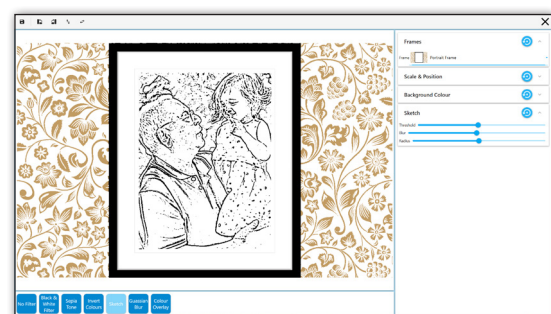 Frames
Frame
Portrait Frame
Scale & Position
Background Colour
Sketch
Threshold
Blur
Radius
No Filter
Black &
White
Filter
Sepia
Tone
Invert
Colours
Sketch
Gaussian
Blur
Colour
Overlay